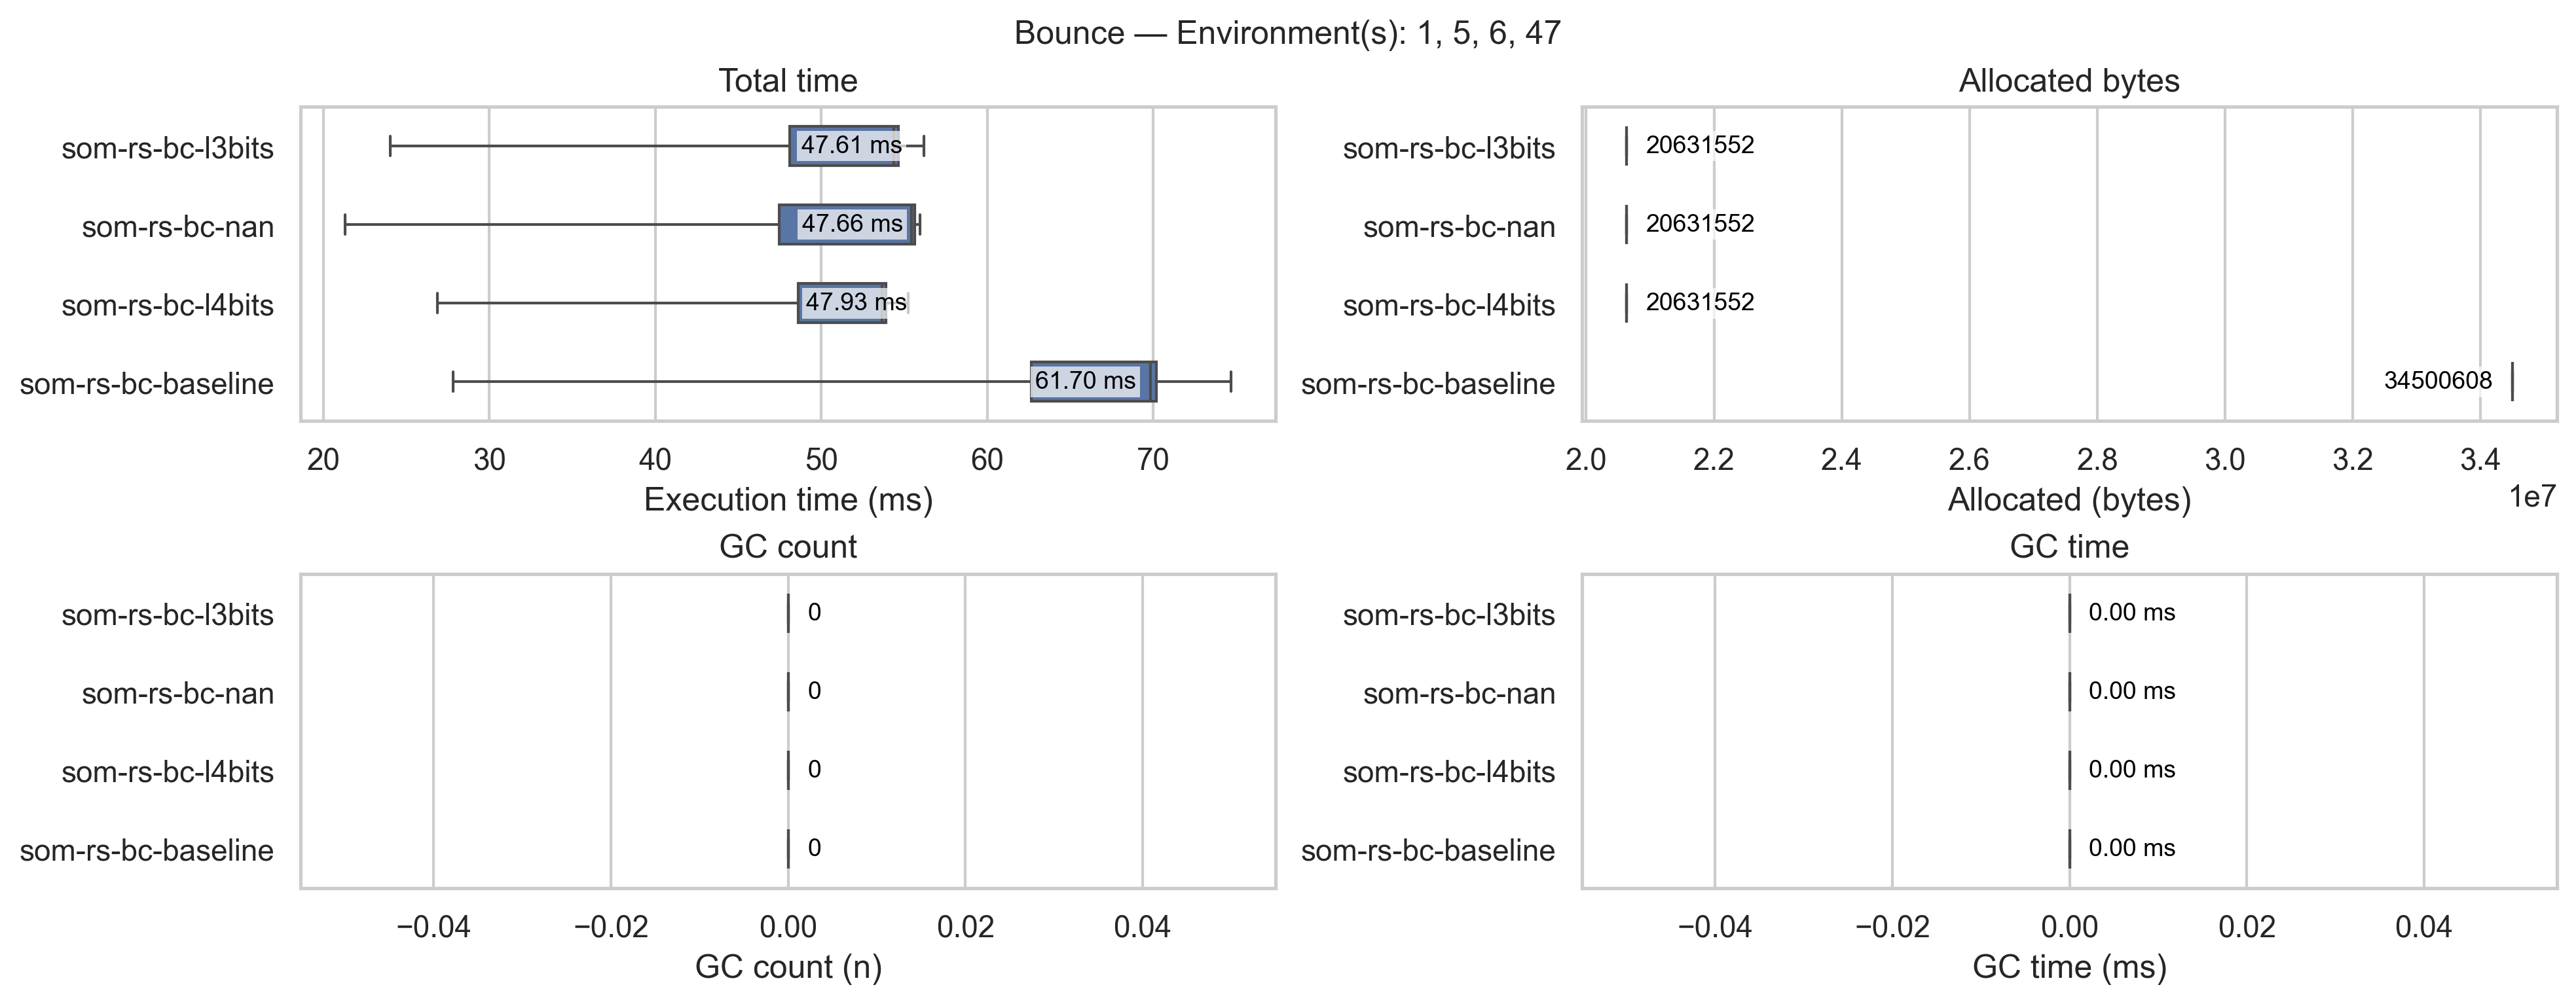 Bounce — Environment(s): 1, 5, 6, 47
Total time
som-rs-bc-l3bits
47.61 ms
som-rs-bc-nan
47.66 ms
som-rs-bc-l4bits
47.93 ms
som-rs-bc-baseline
61.70 ms
20 30 40 50 60 70
Execution time (ms)
Allocated bytes
som-rs-bc-l3bits
20631552
som-rs-bc-nan
20631552
som-rs-bc-l4bits
20631552
som-rs-bc-baseline
34500608
2.0 2.2 2.4 2.6 2.8 3.0 3.2 3.4
1e7
Allocated (bytes)
GC count
som-rs-bc-l3bits
0
som-rs-bc-nan
0
som-rs-bc-l4bits
0
som-rs-bc-baseline
0
−0.04 −0.02 0.00 0.02 0.04
GC count (n)
GC time
som-rs-bc-l3bits
0.00 ms
som-rs-bc-nan
0.00 ms
som-rs-bc-l4bits
0.00 ms
som-rs-bc-baseline
0.00 ms
−0.04 −0.02 0.00 0.02 0.04
GC time (ms)